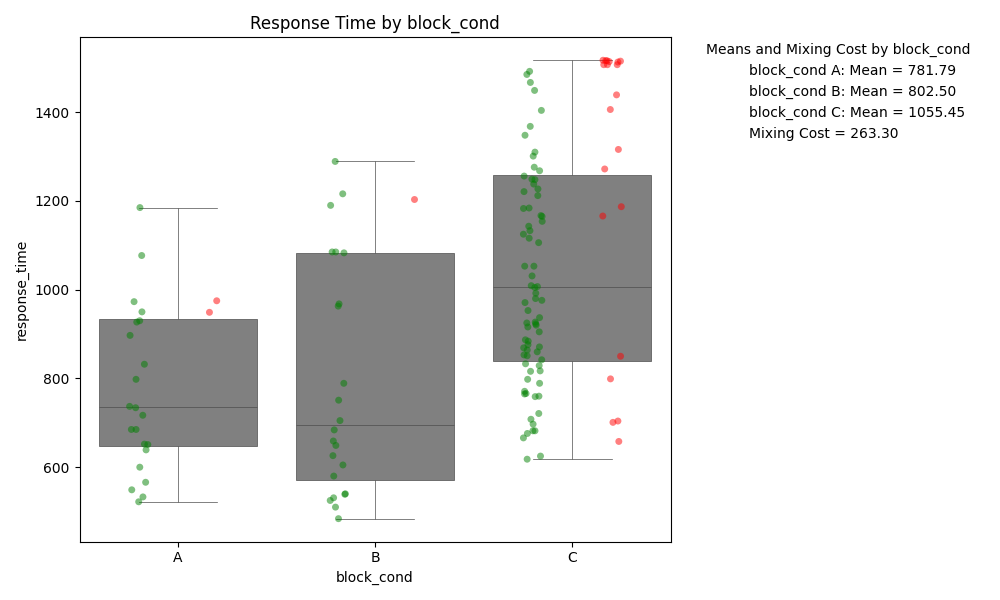 Response Time by block_cond
Means and Mixing Cost by block_cond
block_cond A: Mean = 781.79
block_cond B: Mean = 802.50
block_cond C: Mean = 1055.45
Mixing Cost = 263.30
response_time
1400
1200
1000
800
600
A B C
block_cond